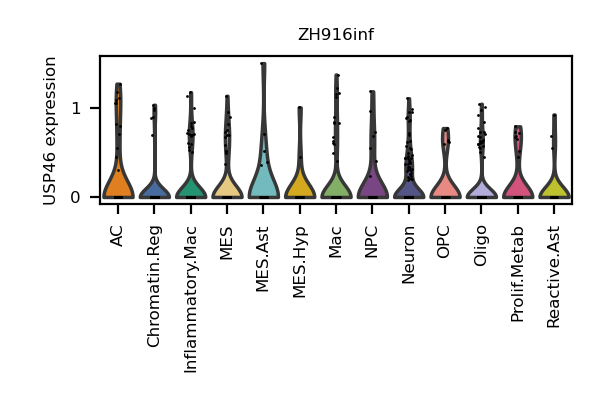 ZH916inf
USP46 expression
1
0
AC
Chromatin.Reg
Inflammatory.Mac
MES
MES.Ast
MES.Hyp
Mac
NPC
Neuron
OPC
Oligo
Prolif.Metab
Reactive.Ast